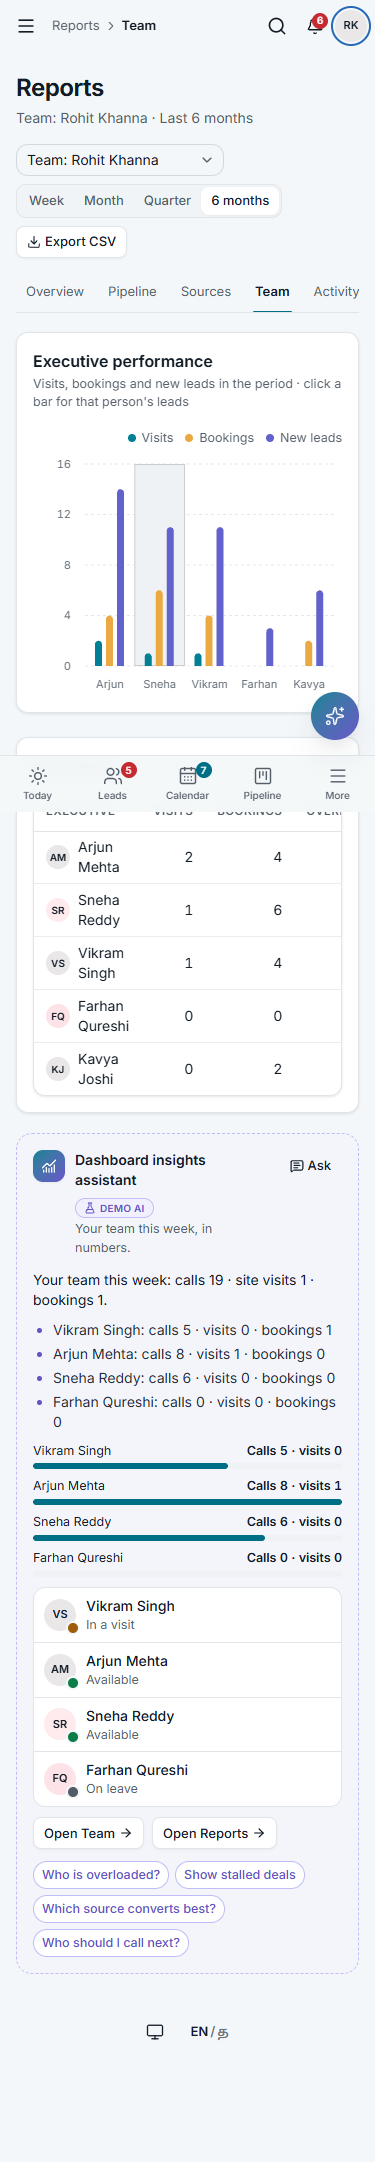 Reports > Team
6
RK
Reports
Team: Rohit Khanna · Last 6 months
Team: Rohit Khanna
Week Month Quarter 6 months
Export CSV
Overview Pipeline Sources Team Activity
Executive performance
Visits, bookings and new leads in the period · click a
bar for that person's leads
Visits Bookings New leads
16
12
8
4
0
Arjun Sneha Vikram Farhan Kavya
5
7
Today Leads Calendar Pipeline More
EXECUTIVE VISITS BOOKINGS
AM Arjun
Mehta 2 4
SR Sneha
Reddy 1 6
VS Vikram
Singh 1 4
FQ Farhan
Qureshi 0 0
KJ Kavya
Joshi 0 2
Dashboard insights
assistant
Ask
DEMO AI
Your team this week, in
numbers.
Your team this week: calls 19 · site visits 1 ·
bookings 1.
Vikram Singh: calls 5 · visits 0 · bookings 1
Arjun Mehta: calls 8 · visits 1 · bookings 0
Sneha Reddy: calls 6 · visits 0 · bookings 0
Farhan Qureshi: calls 0 · visits 0 · bookings
0
Vikram Singh Calls 5 · visits 0
Arjun Mehta Calls 8 · visits 1
Sneha Reddy Calls 6 · visits 0
Farhan Qureshi Calls 0 · visits 0
VS Vikram Singh
In a visit
AM Arjun Mehta
Available
SR Sneha Reddy
Available
FQ Farhan Qureshi
On leave
Open Team → Open Reports →
Who is overloaded? Show stalled deals
Which source converts best?
Who should I call next?
EN / த